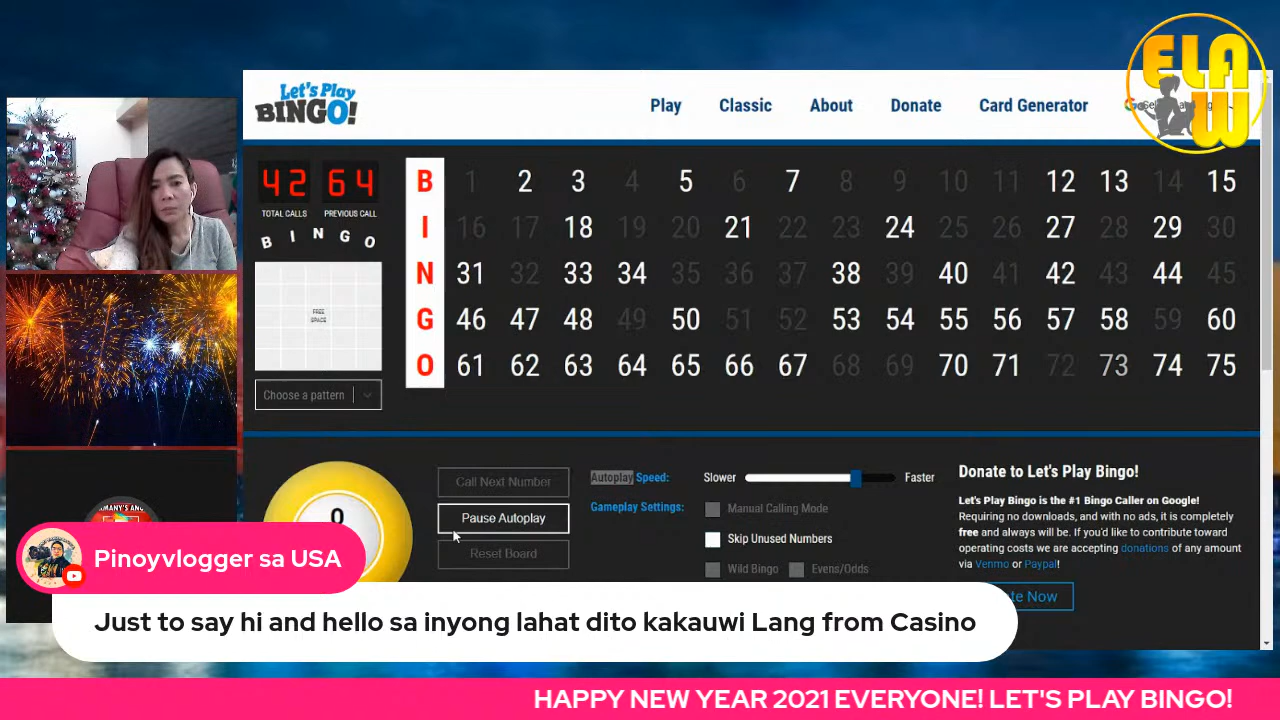 Let's Play
BINGO!
Play Classic About Donate Card Generator
ELA
W
42 64
TOTAL CALLS PREVIOUS CALL
B I N G O
FREE
SPACE
Choose a pattern
B 1 2 3 4 5 6 7 8 9 10 11 12 13 14 15
I 16 17 18 19 20 21 22 23 24 25 26 27 28 29 30
N 31 32 33 34 35 36 37 38 39 40 41 42 43 44 45
G 46 47 48 49 50 51 52 53 54 55 56 57 58 59 60
O 61 62 63 64 65 66 67 68 69 70 71 72 73 74 75
O
Call Next Number
Pause Autoplay
Reset Board
Autoplay Speed: Slower Faster
Gameplay Settings: Manual Calling Mode
Skip Unused Numbers
Wild Bingo Evens/Odds
Donate to Let's Play Bingo!
Let's Play Bingo is the #1 Bingo Caller on Google!
Requiring no downloads, and with no ads, it is completely
free and always will be. If you'd like to contribute toward
operating costs we are accepting donations of any amount
via Venmo or Paypal!
Now
Pinoyvlogger sa USA
Just to say hi and hello sa inyong lahat dito kakauwi Lang from Casino
HAPPY NEW YEAR 2021 EVERYONE! LET'S PLAY BINGO!